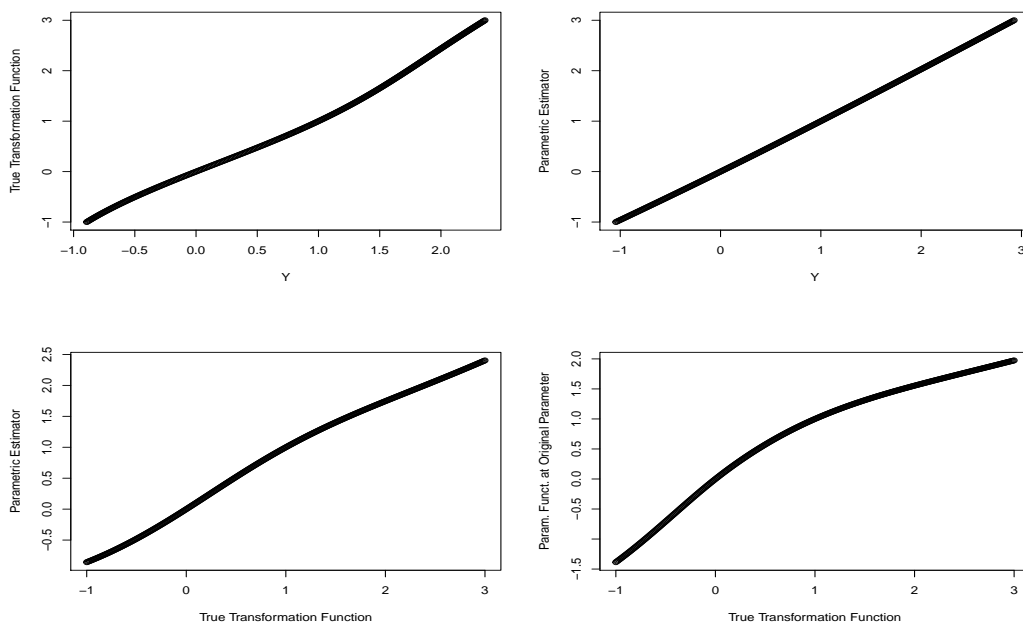 True Transformation Function
3
2
1
0
−1
−1.0 −0.5 0.0 0.5 1.0 1.5 2.0
Y
Parametric Estimator
3
2
1
0
−1
−1 0 1 2 3
Y
Parametric Estimator
2.5
2.0
1.5
1.0
0.5
0.0
−0.5
−1 0 1 2 3
True Transformation Function
Param. Funct. at Original Parameter
2.0
1.5
1.0
0.5
0.0
−0.5
−1.5
−1 0 1 2 3
True Transformation Function